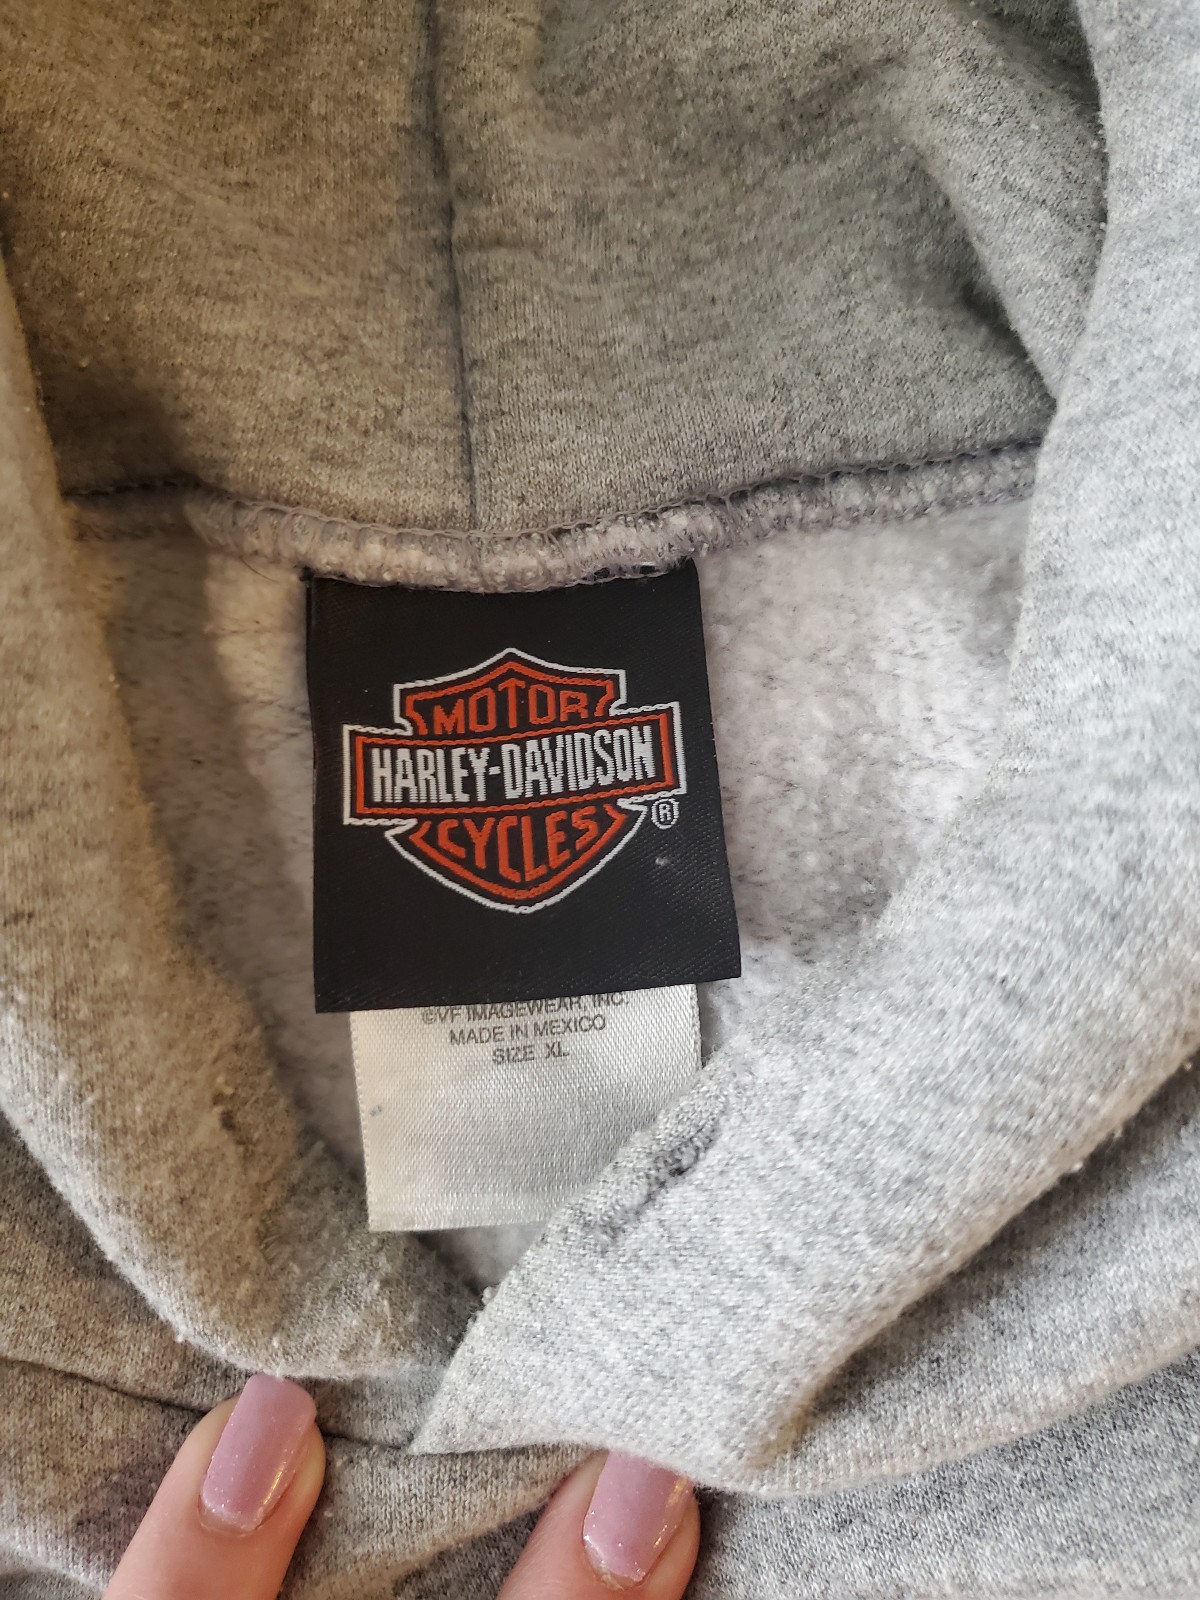 MOTOR
HARLEY-DAVIDSON
CYCLES
®
©VF IMAGEWEAR, INC.
MADE IN MEXICO
SIZE XL